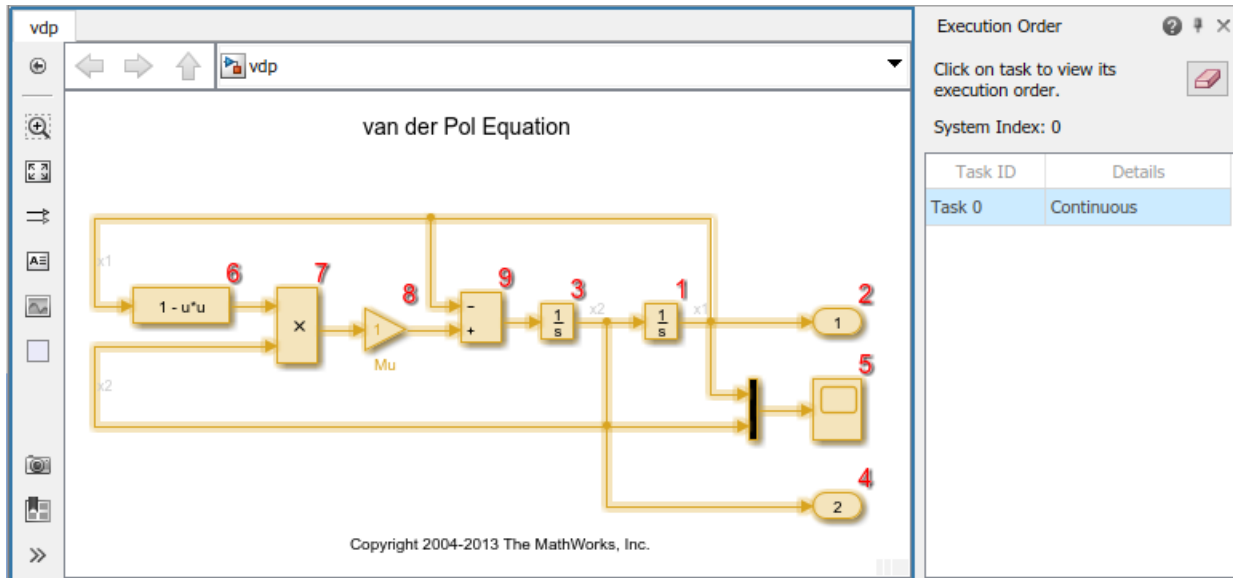 vdp
vdp
van der Pol Equation
x1
6
7
8
9
3
1
2
1 - u*u
×
1
−
+
1
s
x2
1
s
x1
1
Mu
5
x2
4
2
Copyright 2004-2013 The MathWorks, Inc.
Execution Order
Click on task to view its
execution order.
System Index: 0
Task ID Details
Task 0 Continuous